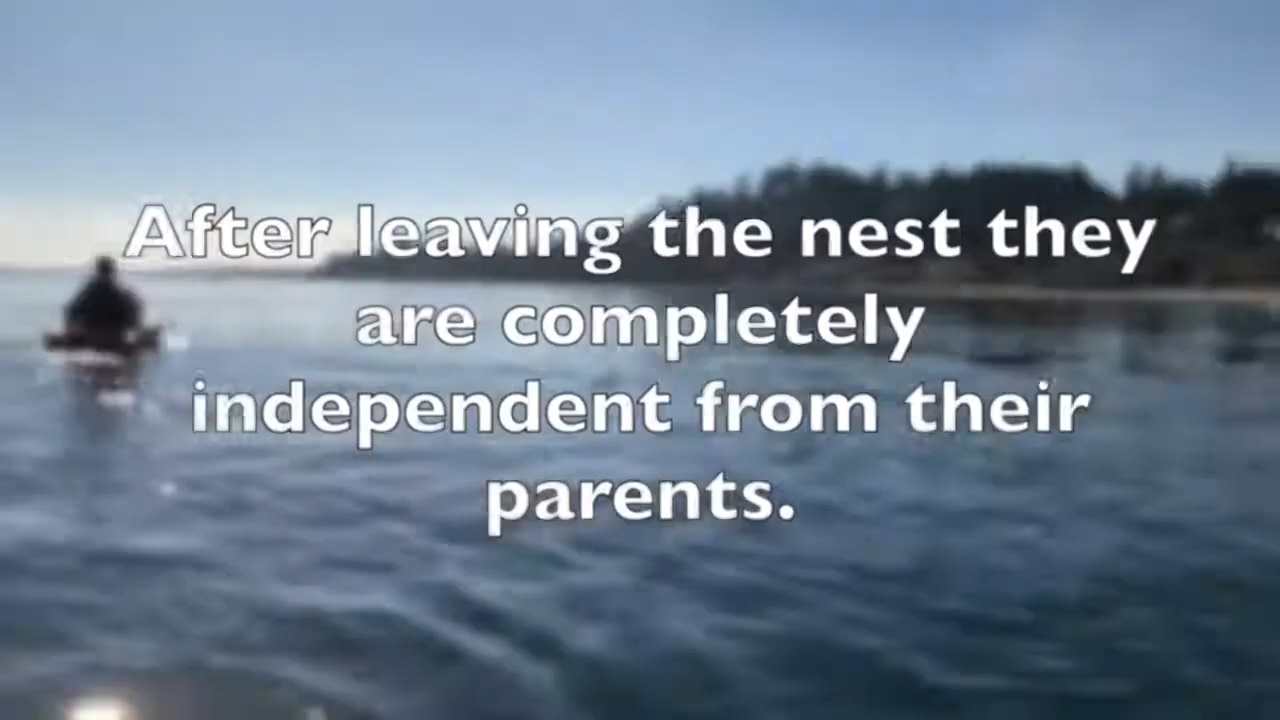 After leaving the nest they
are completely
independent from their
parents.